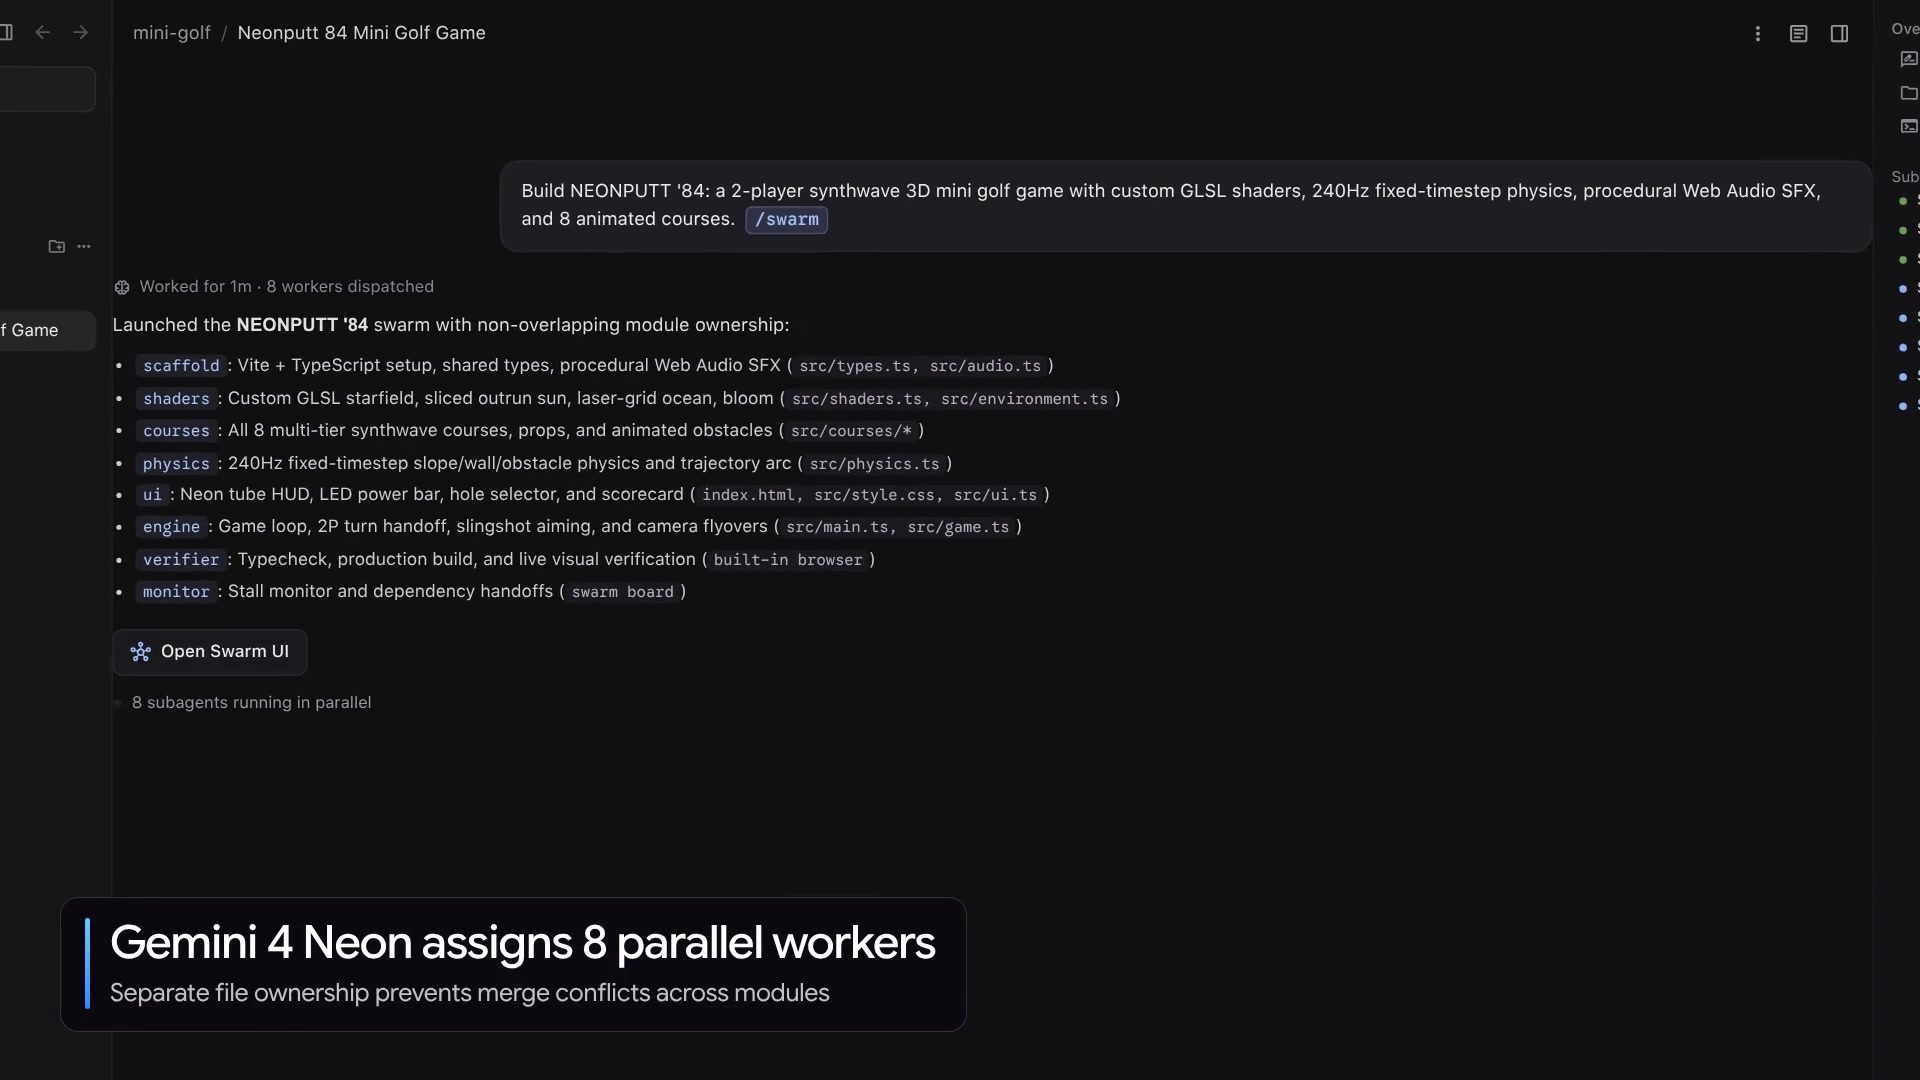 mini-golf / Neonputt 84 Mini Golf Game
Ove
Build NEONPUTT '84: a 2-player synthwave 3D mini golf game with custom GLSL shaders, 240Hz fixed-timestep physics, procedural Web Audio SFX,
and 8 animated courses. /swarm
Sub
Worked for 1m · 8 workers dispatched
f Game
Launched the NEONPUTT '84 swarm with non-overlapping module ownership:
• scaffold: Vite + TypeScript setup, shared types, procedural Web Audio SFX (src/types.ts, src/audio.ts)
• shaders: Custom GLSL starfield, sliced outrun sun, laser-grid ocean, bloom (src/shaders.ts, src/environment.ts)
• courses: All 8 multi-tier synthwave courses, props, and animated obstacles (src/courses/*)
• physics: 240Hz fixed-timestep slope/wall/obstacle physics and trajectory arc (src/physics.ts)
• ui: Neon tube HUD, LED power bar, hole selector, and scorecard (index.html, src/style.css, src/ui.ts)
• engine: Game loop, 2P turn handoff, slingshot aiming, and camera flyovers (src/main.ts, src/game.ts)
• verifier: Typecheck, production build, and live visual verification (built-in browser)
• monitor: Stall monitor and dependency handoffs (swarm board)
Open Swarm UI
8 subagents running in parallel
Gemini 4 Neon assigns 8 parallel workers
Separate file ownership prevents merge conflicts across modules